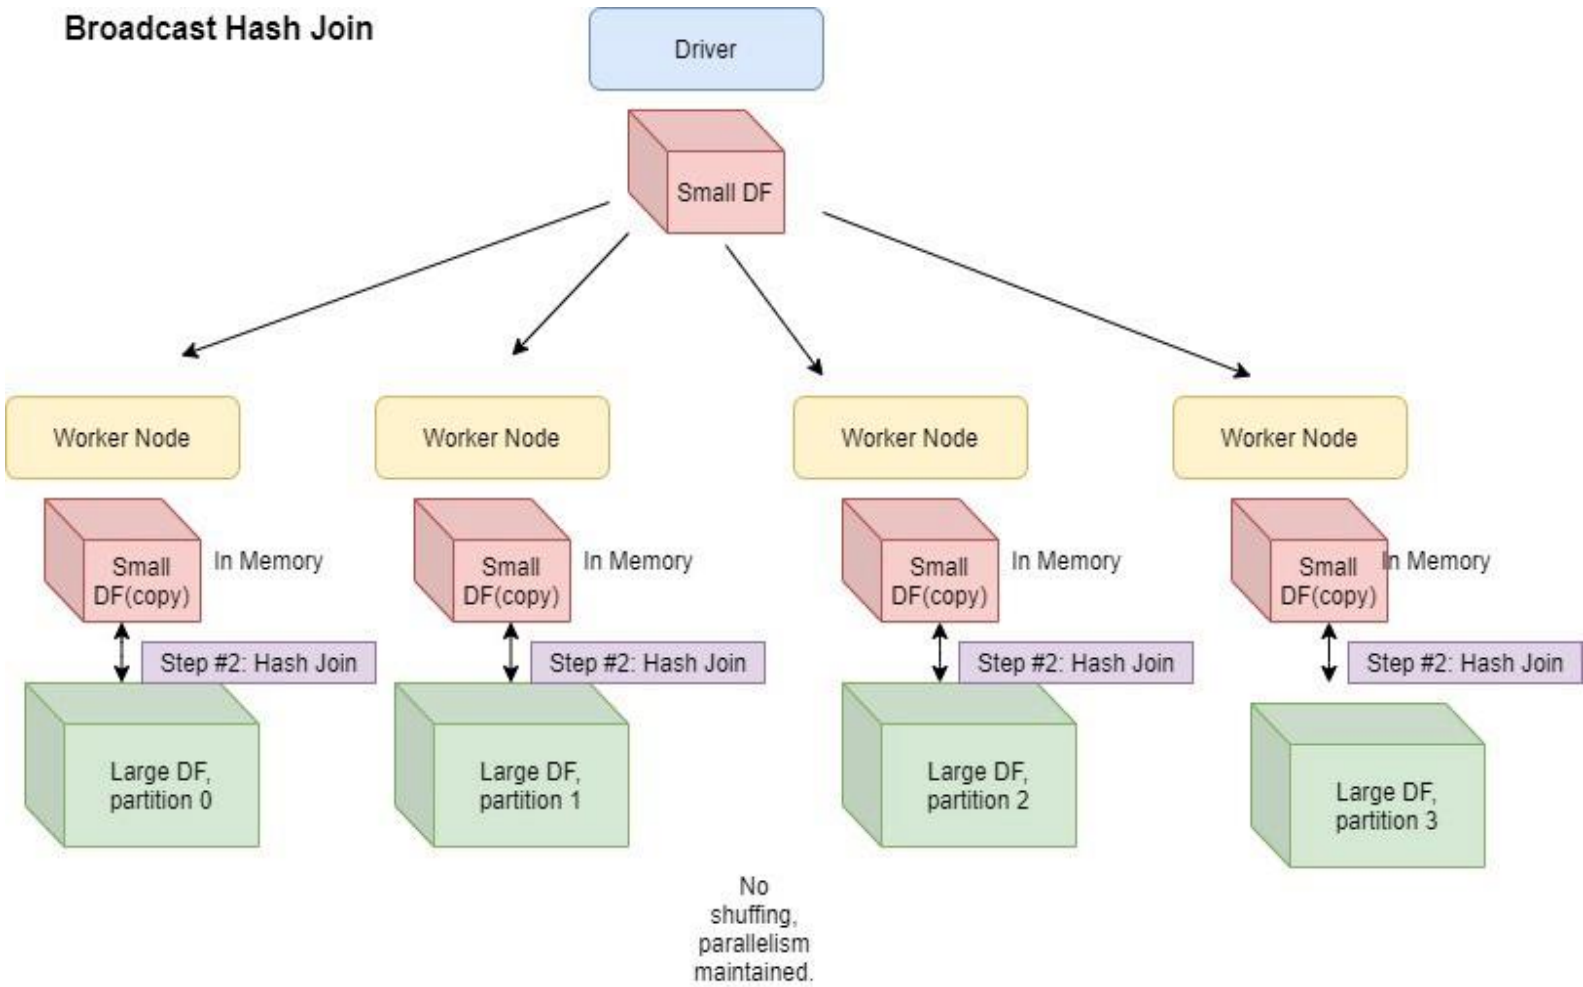 Broadcast Hash Join
Driver
Small DF
Worker Node
Worker Node
Worker Node
Worker Node
Small
DF(copy)
In Memory
Small
DF(copy)
In Memory
Small
DF(copy)
In Memory
Small
DF(copy)
In Memory
Step #2: Hash Join
Step #2: Hash Join
Step #2: Hash Join
Step #2: Hash Join
Large DF,
partition 0
Large DF,
partition 1
Large DF,
partition 2
Large DF,
partition 3
No
shuffing,
parallelism
maintained.